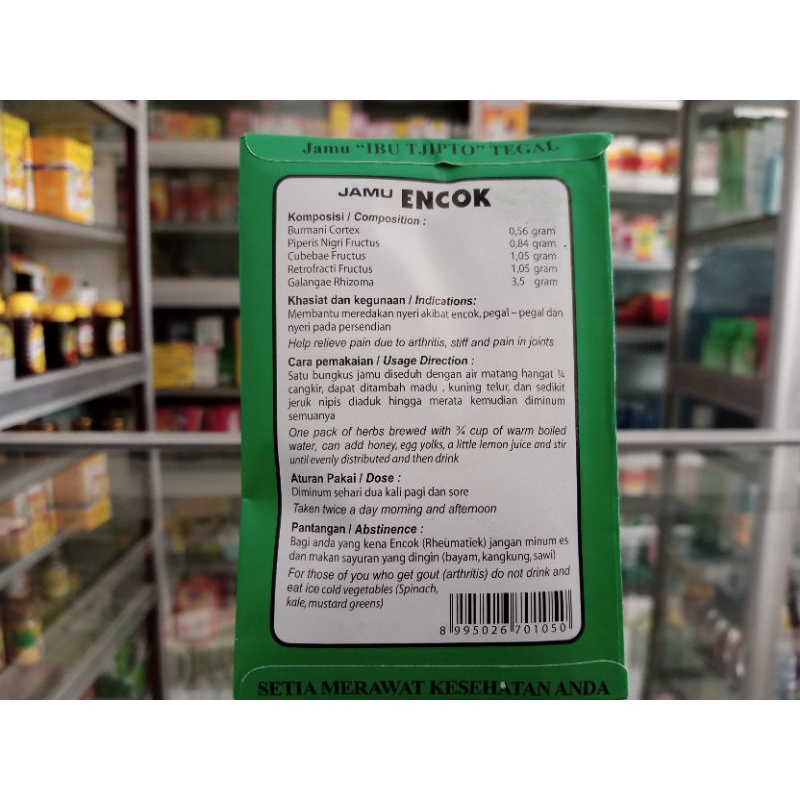 Jamu "IBU TJIPTO" TEGAL
JAMU ENCOK
Komposisi / Composition :
Burmani Cortex 0,56 gram
Piperis Nigri Fructus 0,84 gram
Cubebae Fructus 1,05 gram
Retrofracti Fructus 1,05 gram
Galangae Rhizoma 3,5 gram
Khasiat dan kegunaan / Indications:
Membantu meredakan nyeri akibat encok, pegal – pegal dan
nyeri pada persendian
Help relieve pain due to arthritis, stiff and pain in joints
Cara pemakaian / Usage Direction :
Satu bungkus jamu diseduh dengan air matang hangat ¾
cangkir, dapat ditambah madu , kuning telur, dan sedikit
jeruk nipis diaduk hingga merata kemudian diminum
semuanya
One pack of herbs brewed with ¾ cup of warm boiled
water, can add honey, egg yolks, a little lemon juice and stir
until evenly distributed and then drink
Aturan Pakai / Dose :
Diminum sehari dua kali pagi dan sore
Taken twice a day morning and afternoon
Pantangan / Abstinence :
Bagi anda yang kena Encok (Rheumatiek) jangan minum es
dan makan sayuran yang dingin (bayam, kangkung, sawi)
For those of you who get gout (arthritis) do not drink and
eat ice cold vegetables (Spinach,
kale, mustard greens)
8 995026 701050
SETIA MERAWAT KESEHATAN ANDA